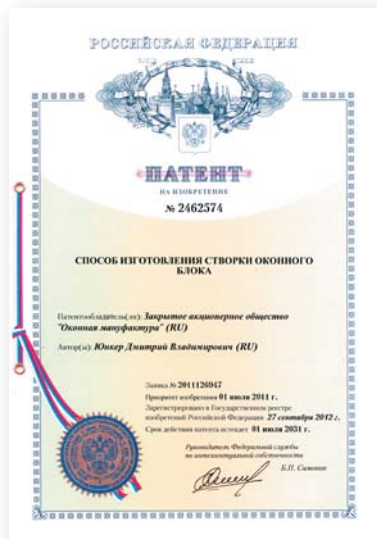 РОССИЙСКАЯ ФЕДЕРАЦИЯ
ПАТЕНТ
НА ИЗОБРЕТЕНИЕ
№ 2462574
СПОСОБ ИЗГОТОВЛЕНИЯ СТВОРКИ ОКОННОГО
БЛОКА
Патентообладатель(ли): Закрытое акционерное общество
"Оконная мануфактура" (RU)
Автор(ы): Юнкер Дмитрий Владимирович (RU)
Заявка № 2011126947
Приоритет изобретения 01 июля 2011 г.
Зарегистрировано в Государственном реестре
изобретений Российской Федерации 27 сентября 2012 г.
Срок действия патента истекает 01 июля 2031 г.
Руководитель Федеральной службы
по интеллектуальной собственности
Б.П. Симонов